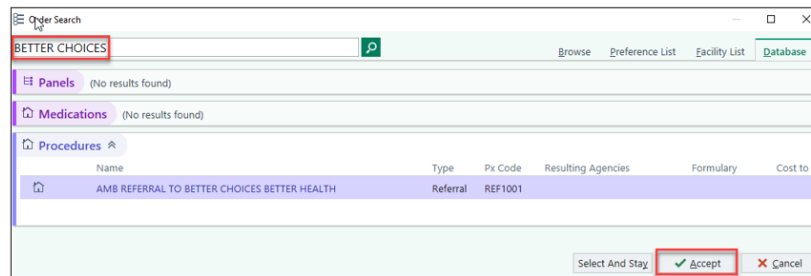 Order Search
BETTER CHOICES
Browse Preference List Facility List Database
Panels (No results found)
Medications (No results found)
Procedures
Name Type Px Code Resulting Agencies Formulary Cost to
AMB REFERRAL TO BETTER CHOICES BETTER HEALTH Referral REF1001
Select And Stay Accept Cancel